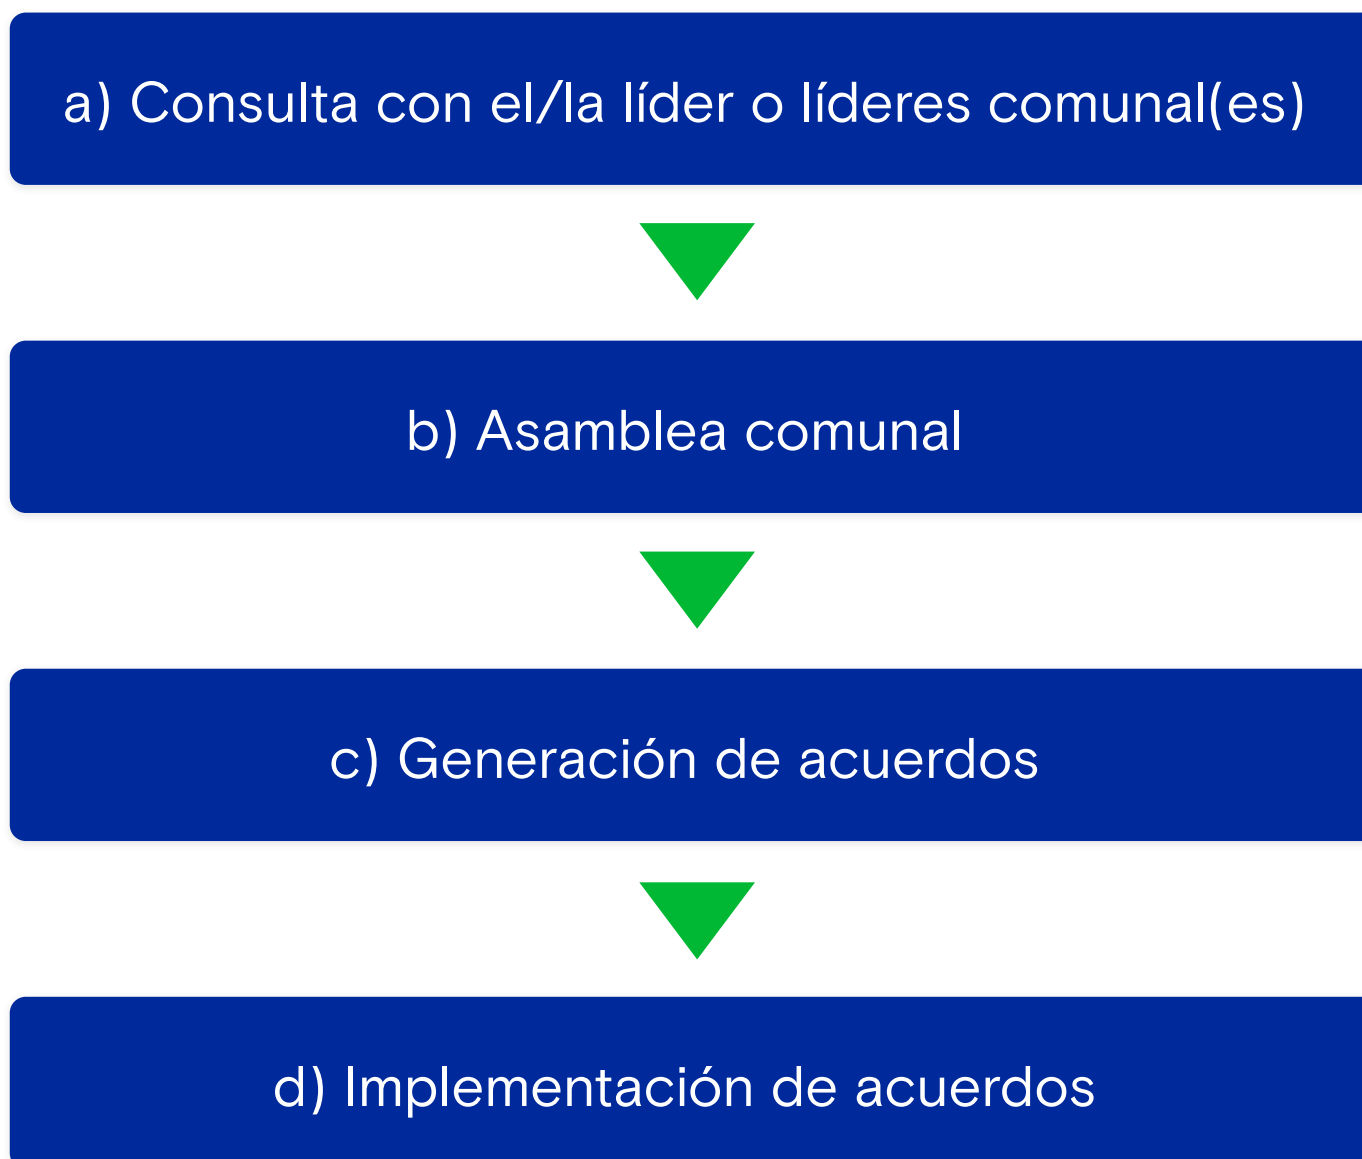 a) Consulta con el/la líder o líderes comunal(es)
b) Asamblea comunal
c) Generación de acuerdos
d) Implementación de acuerdos